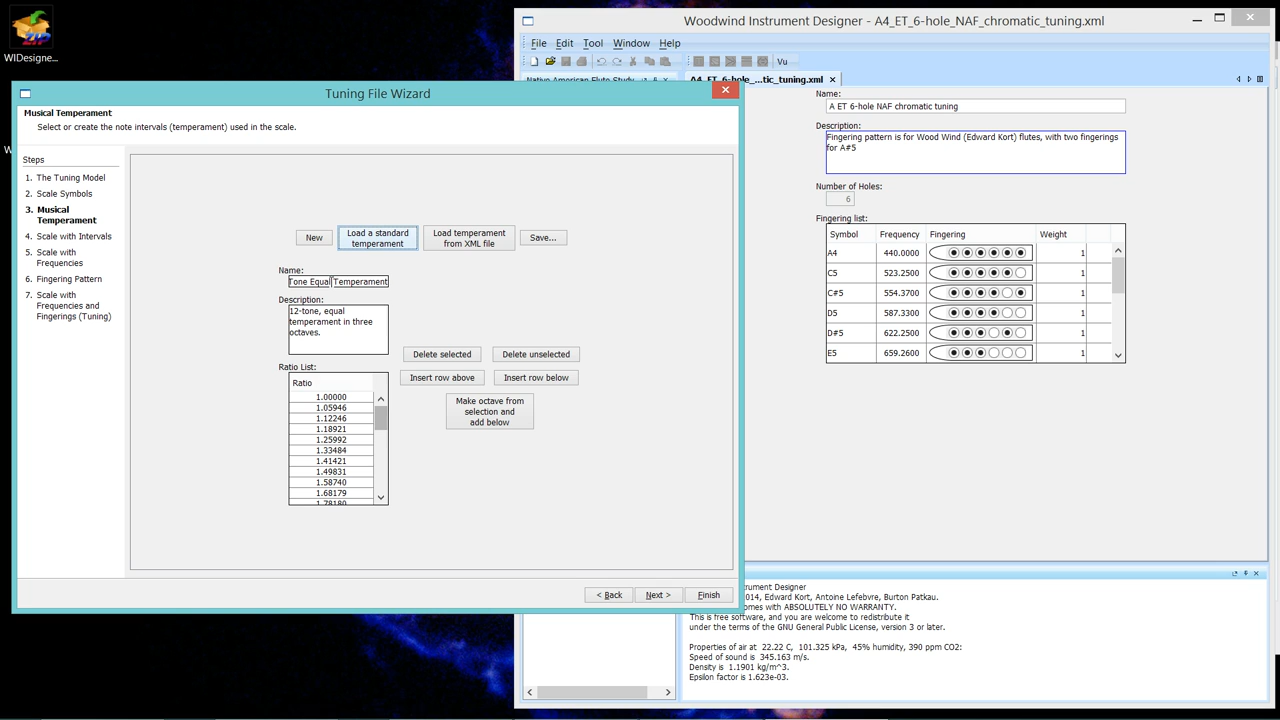 ZIP
WIDesigne...
Woodwind Instrument Designer - A4_ET_6-hole_NAF_chromatic_tuning.xml
File Edit Tool Window Help
Vu
Native American Flute Study
A4_ET_6-hole_...tic_tuning.xml
Tuning File Wizard
Musical Temperament
Select or create the note intervals (temperament) used in the scale.
Steps
1. The Tuning Model
2. Scale Symbols
3. Musical
Temperament
4. Scale with Intervals
5. Scale with
Frequencies
6. Fingering Pattern
7. Scale with
Frequencies and
Fingerings (Tuning)
New
Load a standard
temperament
Load temperament
from XML file
Save...
Name:
Tone Equal Temperament
Description:
12-tone, equal
temperament in three
octaves.
Ratio List:
Ratio
1.00000
1.05946
1.12246
1.18921
1.25992
1.33484
1.41421
1.49831
1.58740
1.68179
1.78180
Delete selected
Delete unselected
Insert row above
Insert row below
Make octave from
selection and
add below
< Back
Next >
Finish
Name:
A ET 6-hole NAF chromatic tuning
Description:
Fingering pattern is for Wood Wind (Edward Kort) flutes, with two fingerings
for A#5
Number of Holes:
6
Fingering list:
Symbol Frequency Fingering Weight
A4 440.0000 1
C5 523.2500 1
C#5 554.3700 1
D5 587.3300 1
D#5 622.2500 1
E5 659.2600 1
strument Designer
014, Edward Kort, Antoine Lefebvre, Burton Patkau.
omes with ABSOLUTELY NO WARRANTY.
This is free software, and you are welcome to redistribute it
under the terms of the GNU General Public License, version 3 or later.
Properties of air at 22.22 C, 101.325 kPa, 45% humidity, 390 ppm CO2:
Speed of sound is 345.163 m/s.
Density is 1.1901 kg/m^3.
Epsilon factor is 1.623e-03.